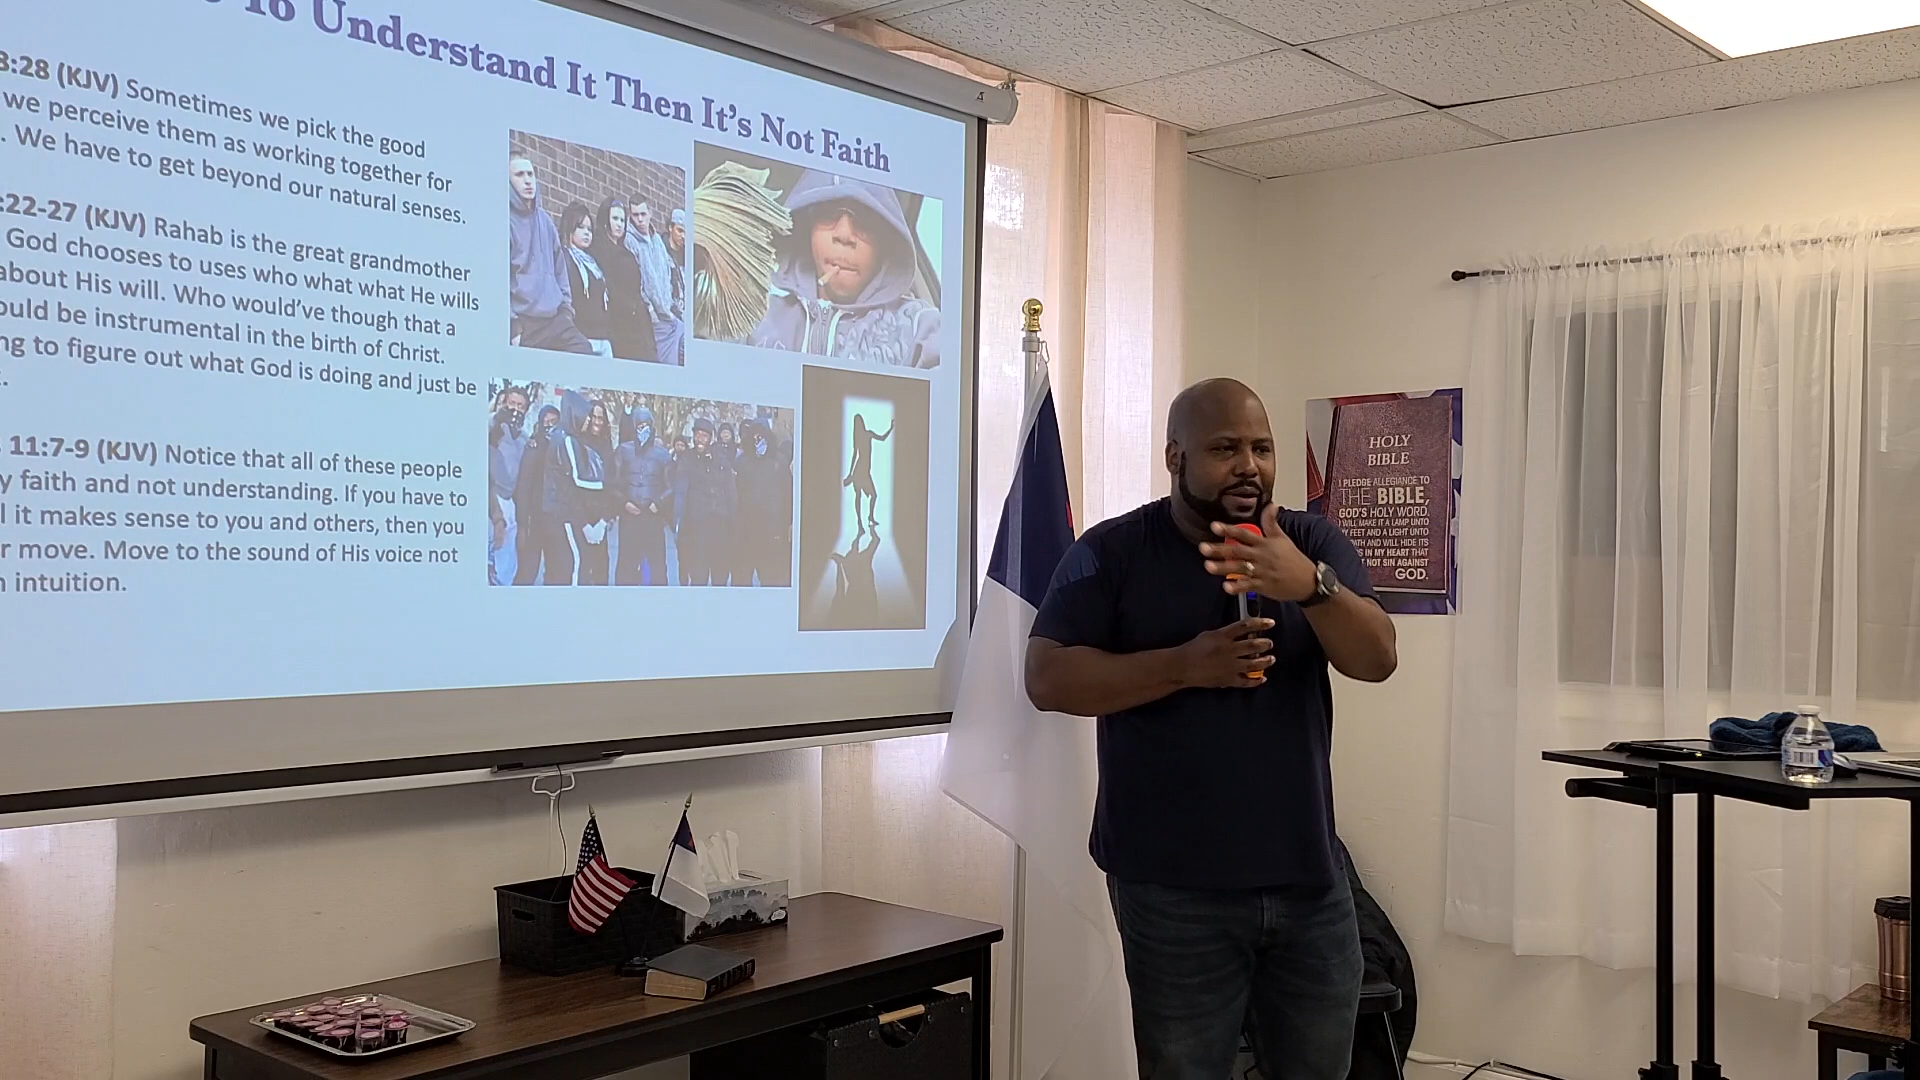 To Understand It Then It's Not Faith
8:28 (KJV) Sometimes we pick the good
we perceive them as working together for
. We have to get beyond our natural senses.
:22-27 (KJV) Rahab is the great grandmother
God chooses to uses who what what He wills
about His will. Who would've though that a
ould be instrumental in the birth of Christ.
ng to figure out what God is doing and just be
11:7-9 (KJV) Notice that all of these people
y faith and not understanding. If you have to
l it makes sense to you and others, then you
r move. Move to the sound of His voice not
n intuition.
HOLY
BIBLE
I PLEDGE ALLEGIANCE TO
THE BIBLE,
GOD'S HOLY WORD.
I WILL MAKE IT A LAMP UNTO
MY FEET AND A LIGHT UNTO
PATH AND WILL HIDE ITS
IN MY HEART THAT
NOT SIN AGAINST
GOD.